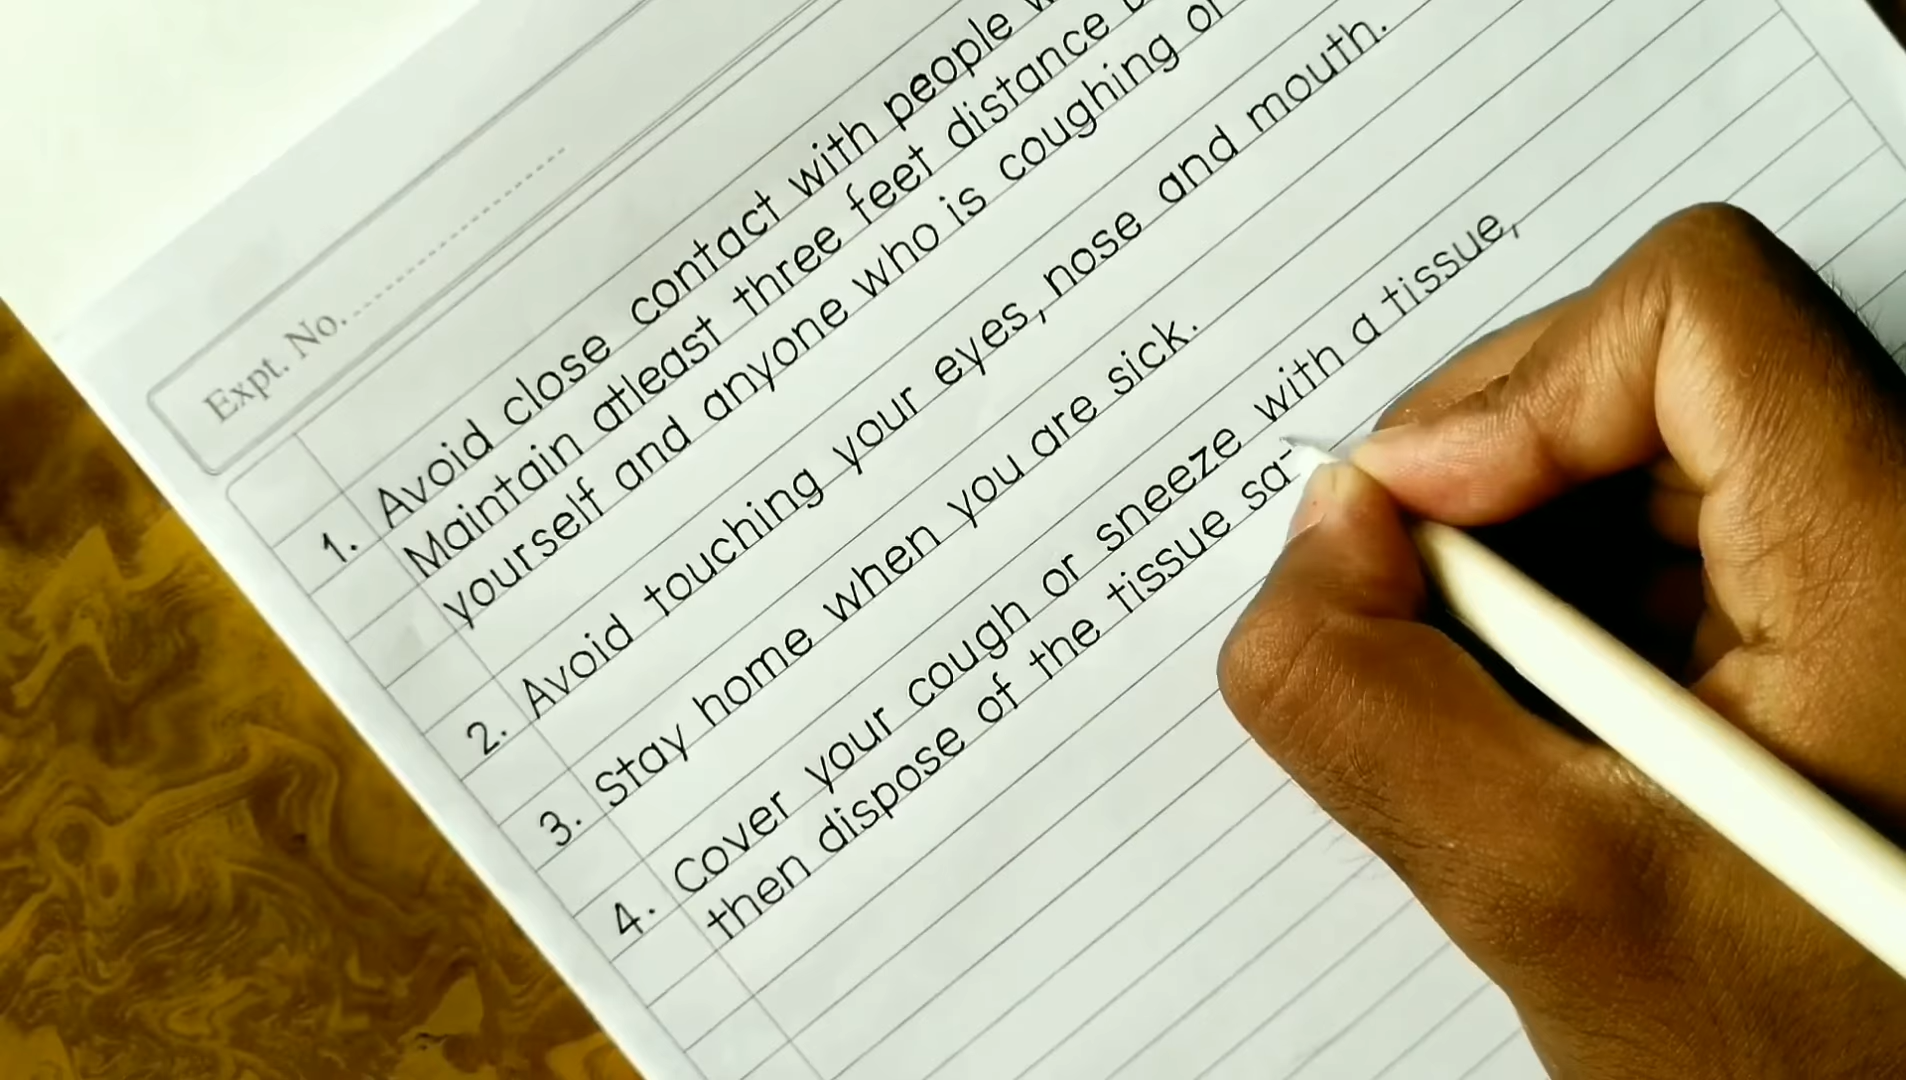 Expt. No.
1. Avoid close contact with people
Maintain atleast three feet distance
yourself and anyone who is coughing or
2. Avoid touching your eyes, nose and mouth.
3. Stay home when you are sick.
4. Cover your cough or sneeze with a tissue,
then dispose of the tissue sa